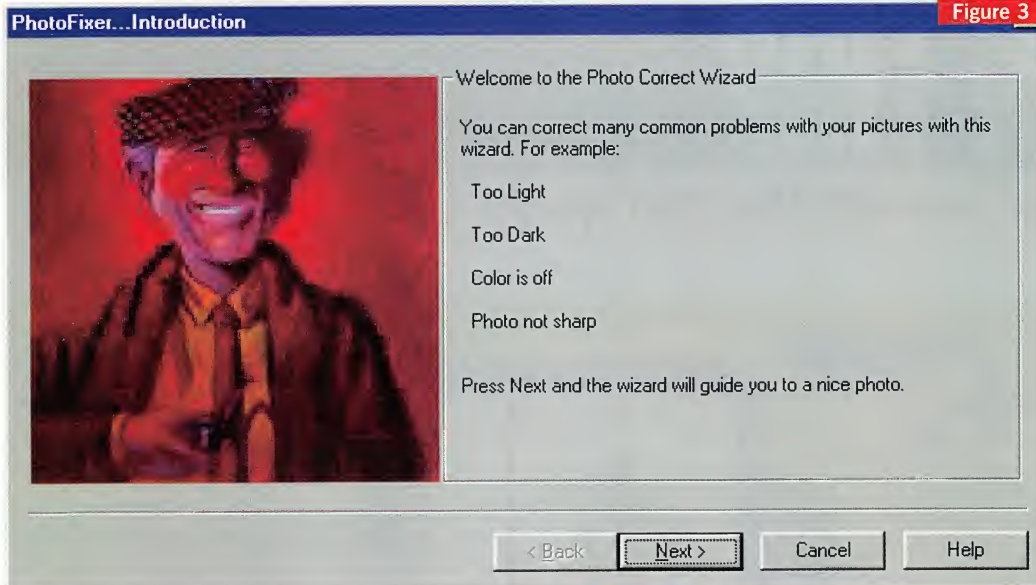 PhotoFixer...Introduction
Figure 3
Welcome to the Photo Correct Wizard
You can correct many common problems with your pictures with this
wizard. For example:
Too Light
Too Dark
Color is off
Photo not sharp
Press Next and the wizard will guide you to a nice photo.
< Back
Next >
Cancel
Help